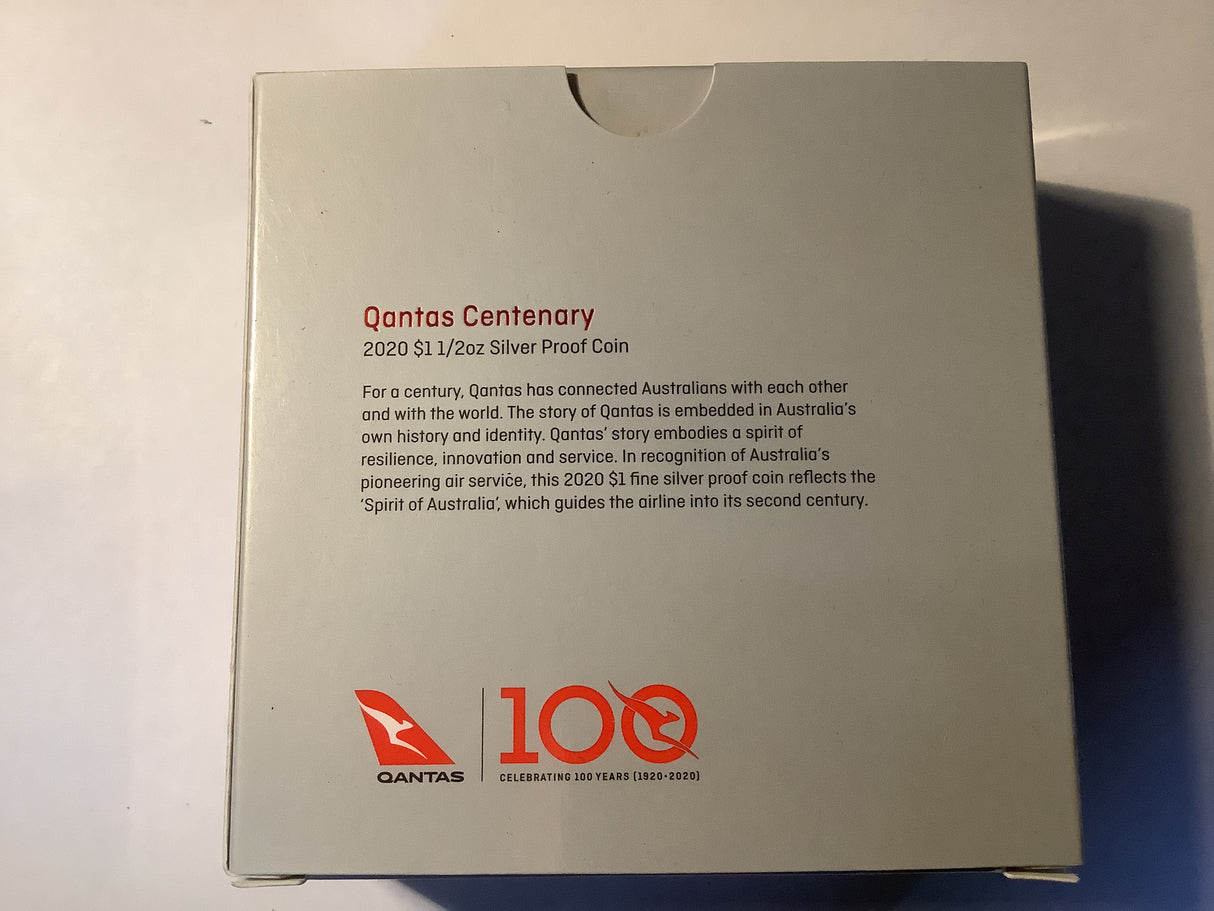 Qantas Centenary
2020 $1 1/2oz Silver Proof Coin
For a century, Qantas has connected Australians with each other
and with the world. The story of Qantas is embedded in Australia's
own history and identity. Qantas' story embodies a spirit of
resilience, innovation and service. In recognition of Australia's
pioneering air service, this 2020 $1 fine silver proof coin reflects the
'Spirit of Australia', which guides the airline into its second century.
QANTAS
100
CELEBRATING 100 YEARS (1920-2020)